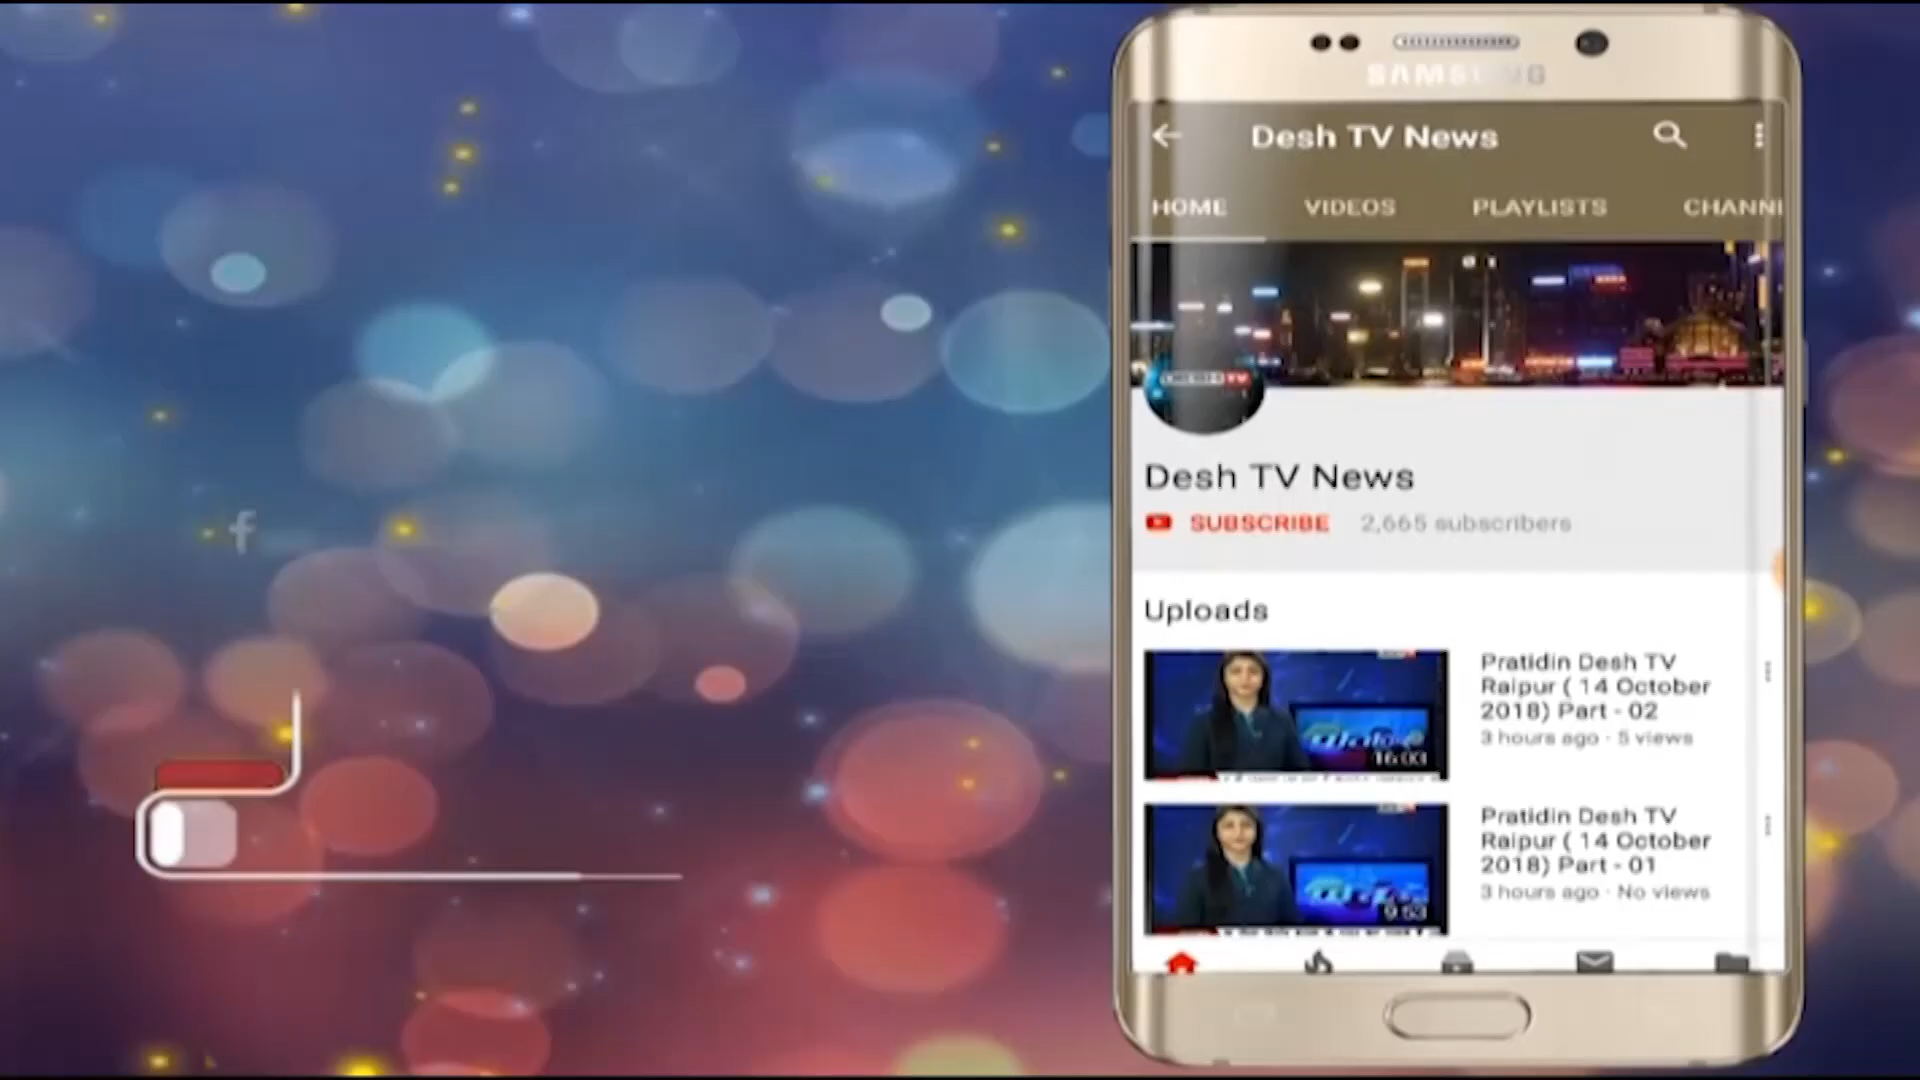 SAMSUNG
Desh TV News
HOME VIDEOS PLAYLISTS CHANNE
Desh TV News
SUBSCRIBE 2,665 subscribers
Uploads
Pratidin Desh TV
Raipur ( 14 October
2018) Part - 02
3 hours ago · 5 views
16:03
Pratidin Desh TV
Raipur ( 14 October
2018) Part - 01
3 hours ago · No views
9:53